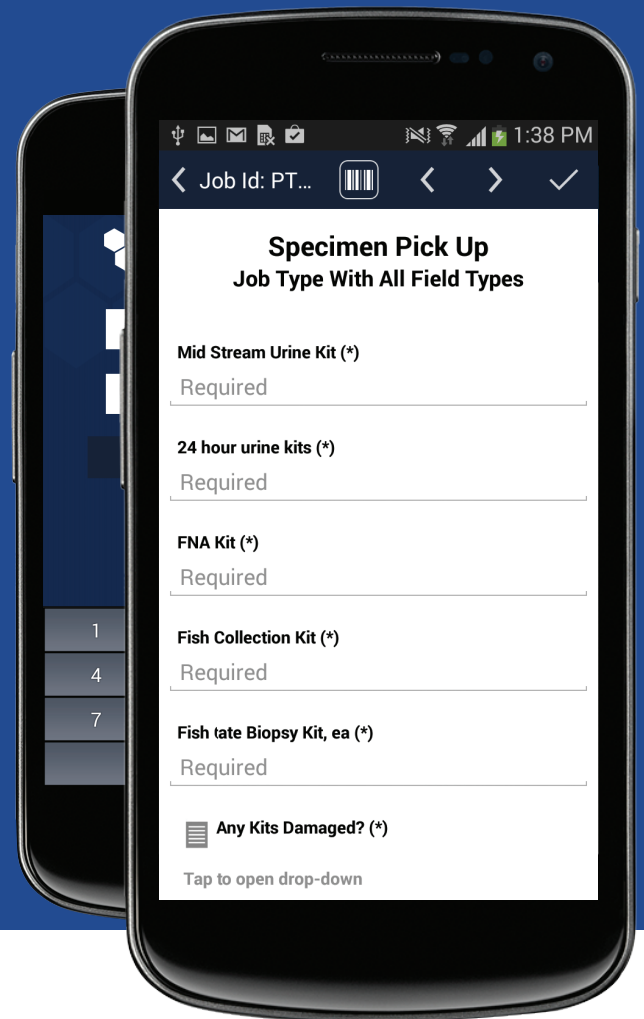 1:38 PM
Job Id: PT...
Specimen Pick Up
Job Type With All Field Types
Mid Stream Urine Kit (*)
Required
24 hour urine kits (*)
Required
FNA Kit (*)
Required
Fish Collection Kit (*)
Required
Fish tate Biopsy Kit, ea (*)
Required
Any Kits Damaged? (*)
Tap to open drop-down
1
4
7